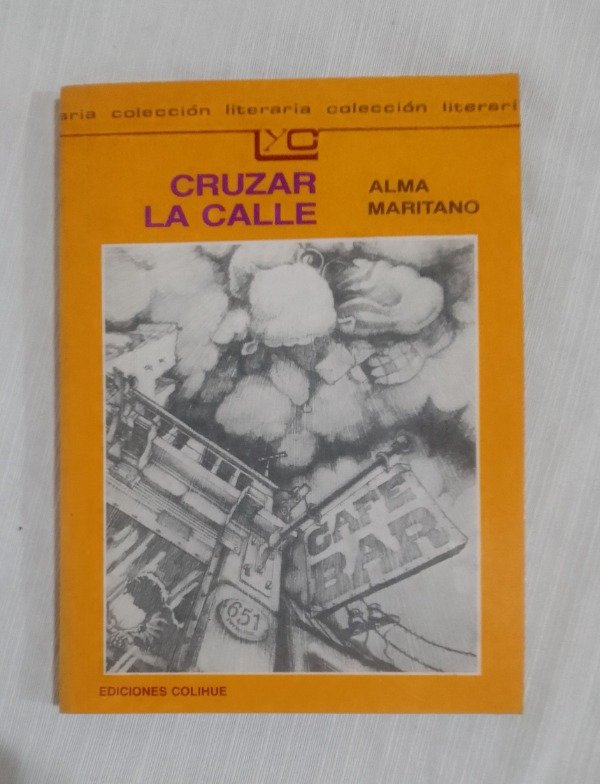 aria colección literaria colección literari
LyC
CRUZAR
LA CALLE
ALMA
MARITANO
CAFE
BAR
651
EDICIONES COLIHUE